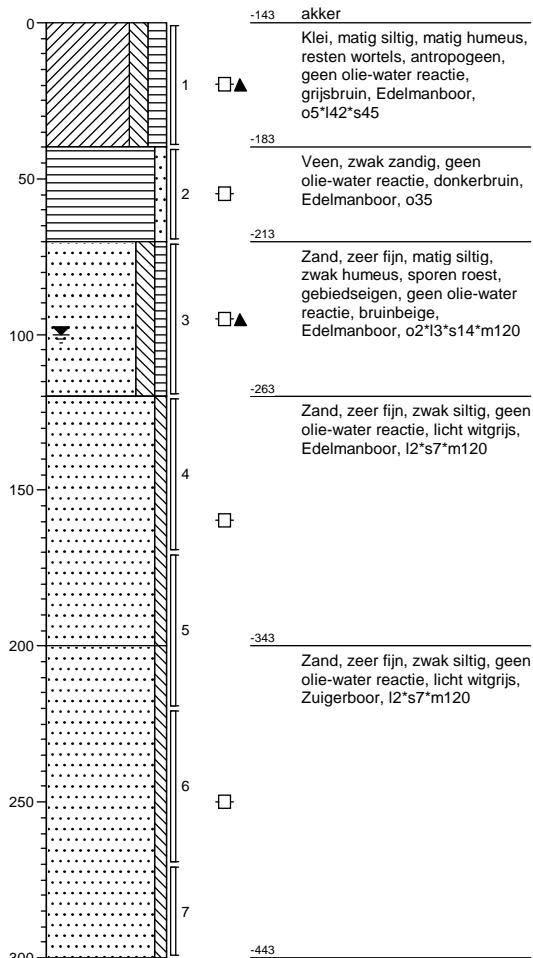 -143 akker
0
Klei, matig siltig, matig humeus,
resten wortels, antropogeen,
geen olie-water reactie,
grijsbruin, Edelmanboor,
o5*l42*s45
1
-183
Veen, zwak zandig, geen
olie-water reactie, donkerbruin,
Edelmanboor, o35
50
2
-213
Zand, zeer fijn, matig siltig,
zwak humeus, sporen roest,
gebiedseigen, geen olie-water
reactie, bruinbeige,
Edelmanboor, o2*l3*s14*m120
3
100
-263
Zand, zeer fijn, zwak siltig, geen
olie-water reactie, licht witgrijs,
Edelmanboor, l2*s7*m120
4
150
5
-343
200
Zand, zeer fijn, zwak siltig, geen
olie-water reactie, licht witgrijs,
Zuigerboor, l2*s7*m120
6
250
7
-443
300